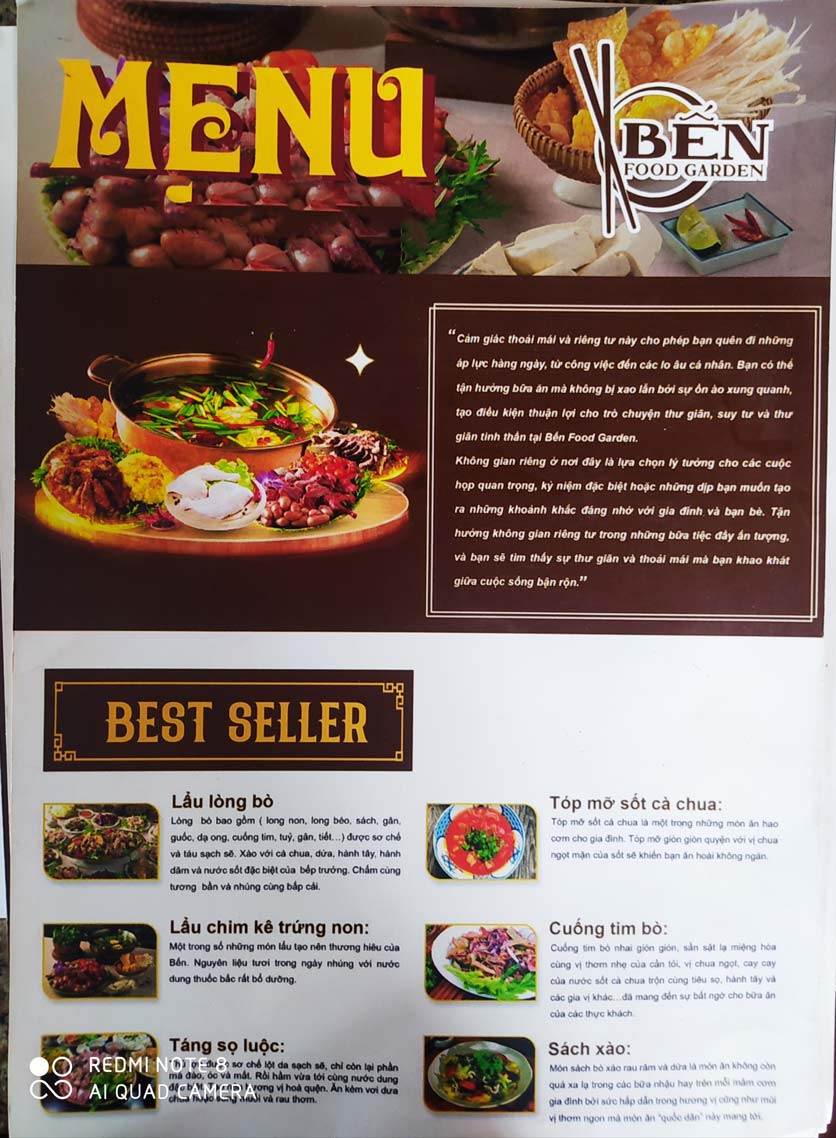 MẸNU
BẾN
FOOD GARDEN
“Cảm giác thoải mái và riêng tư này cho phép bạn quên đi những
áp lực hàng ngày, từ công việc đến các lo âu cá nhân. Bạn có thể
tận hưởng bữa ăn mà không bị xao lãn bởi sự ồn ào xung quanh,
tạo điều kiện thuận lợi cho trò chuyện thư giãn, suy tư và thư
giãn tinh thần tại Bến Food Garden.
Không gian riêng ở nơi đây là lựa chọn lý tưởng cho các cuộc
họp quan trọng, kỷ niệm đặc biệt hoặc những dịp bạn muốn tạo
ra những khoảnh khắc đáng nhớ với gia đình và bạn bè. Tận
hưởng không gian riêng tư trong những bữa tiệc đầy ấn tượng,
và bạn sẽ tìm thấy sự thư giãn và thoải mái mà bạn khao khát
giữa cuộc sống bận rộn.”
BEST SELLER
Lẩu lòng bò
Lòng bò bao gồm ( long non, long béo, sách, gân,
guốc, dạ ong, cuống tim, tuỷ, gân, tiết...) được sơ chế
và táu sạch sẽ. Xào với cà chua, dứa, hành tây, hành
dăm và nước sốt đặc biệt của bếp trưởng. Chấm cùng
tương bần và nhúng cùng bắp cải.
Lẩu chim kê trứng non:
Một trong số những món lẩu tạo nên thương hiêu của
Bến. Nguyên liệu tươi trong ngày nhúng với nước
dung thuốc bắc rất bổ dưỡng.
Táng sọ luộc:
sơ chế lột da sạch sẽ, chỉ còn lại phần
má đào, óc và mắt. Rồi hầm vừa tới cùng nước dung
ương vị hoà quện. Ăn kèm vơi dưa
muối và rau thơm.
REDMI NOTE 8
AI QUAD CAMERA
Tóp mỡ sốt cà chua:
Tóp mỡ sốt cà chua là một trong những món ăn hao
cơm cho gia đình. Tóp mỡ giòn giòn quyện với vị chua
ngọt mặn của sốt sẽ khiến bạn ăn hoài không ngán.
Cuống tim bò:
Cuống tim bò nhai giòn giòn, sần sật lạ miệng hóa
cùng vị thơm nhẹ của cần tỏi, vị chua ngọt, cay cay
của nước sốt cà chua trộn cùng tiêu sọ, hành tây và
các gia vị khác...đã mang đến sự bất ngờ cho bữa ăn
của các thực khách.
Sách xào:
Món sách bò xào rau răm và dứa là món ăn không còn
quá xa lạ trong các bữa nhậu hay trên mỗi mâm cơm
gia đình bởi sức hấp dẫn trong hương vị cũng như mùi
vị thơm ngon mà món ăn “quốc dân” này mang tới.